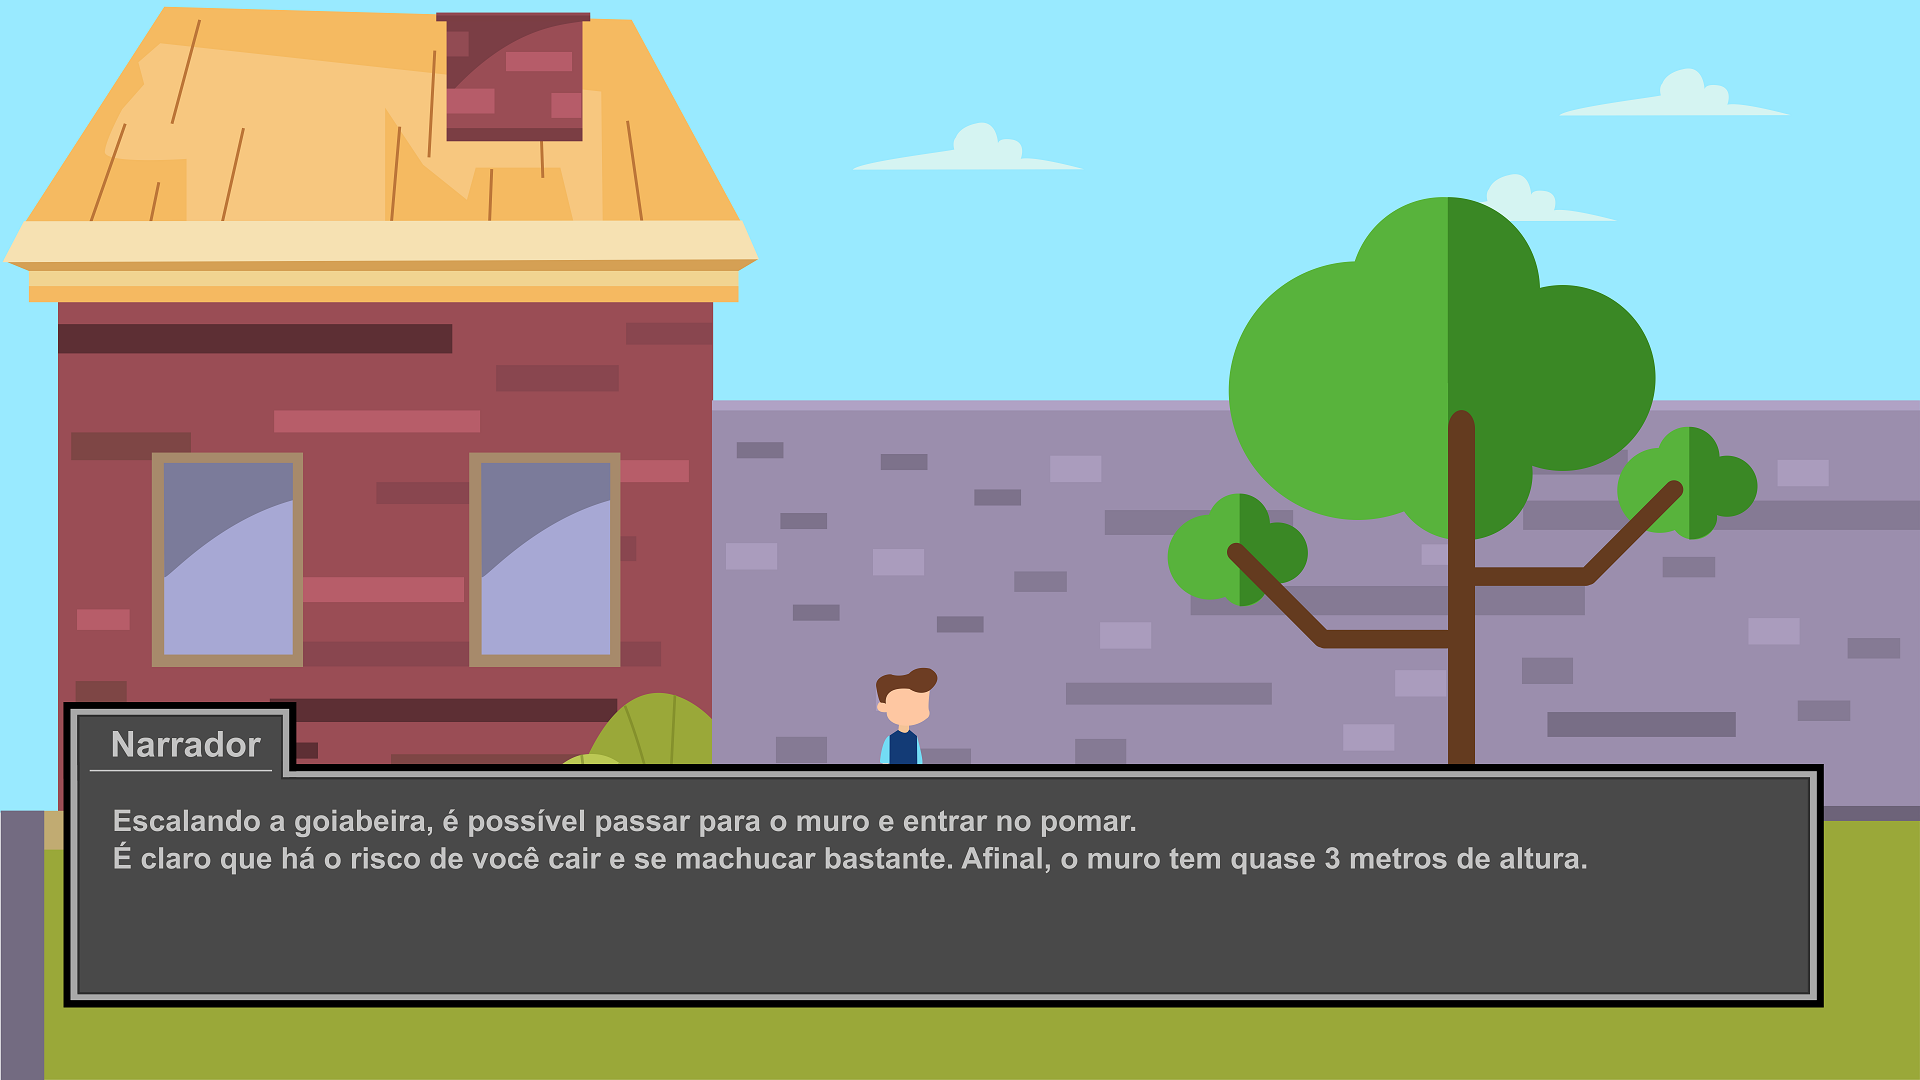 Narrador
Escalando a goiabeira, é possível passar para o muro e entrar no pomar.
É claro que há o risco de você cair e se machucar bastante. Afinal, o muro tem quase 3 metros de altura.